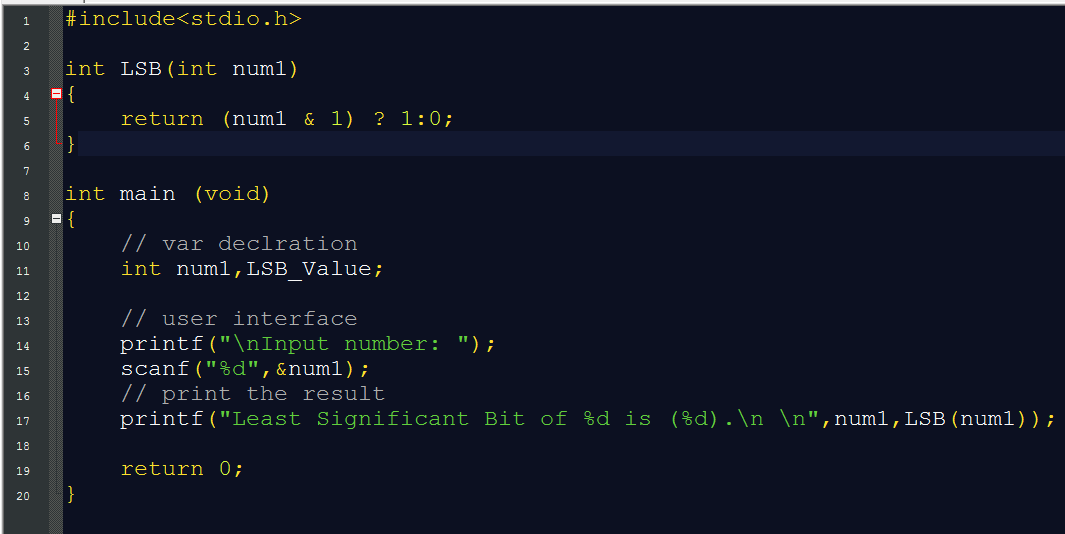 1 #include<stdio.h>
2
3 int LSB(int num1)
4 {
5 return (num1 & 1) ? 1:0;
6 }
7
8 int main (void)
9 {
10 // var declration
11 int num1,LSB_Value;
12
13 // user interface
14 printf("\nInput number: ");
15 scanf("%d",&num1);
16 // print the result
17 printf("Least Significant Bit of %d is (%d).\n \n",num1,LSB(num1));
18
19 return 0;
20 }